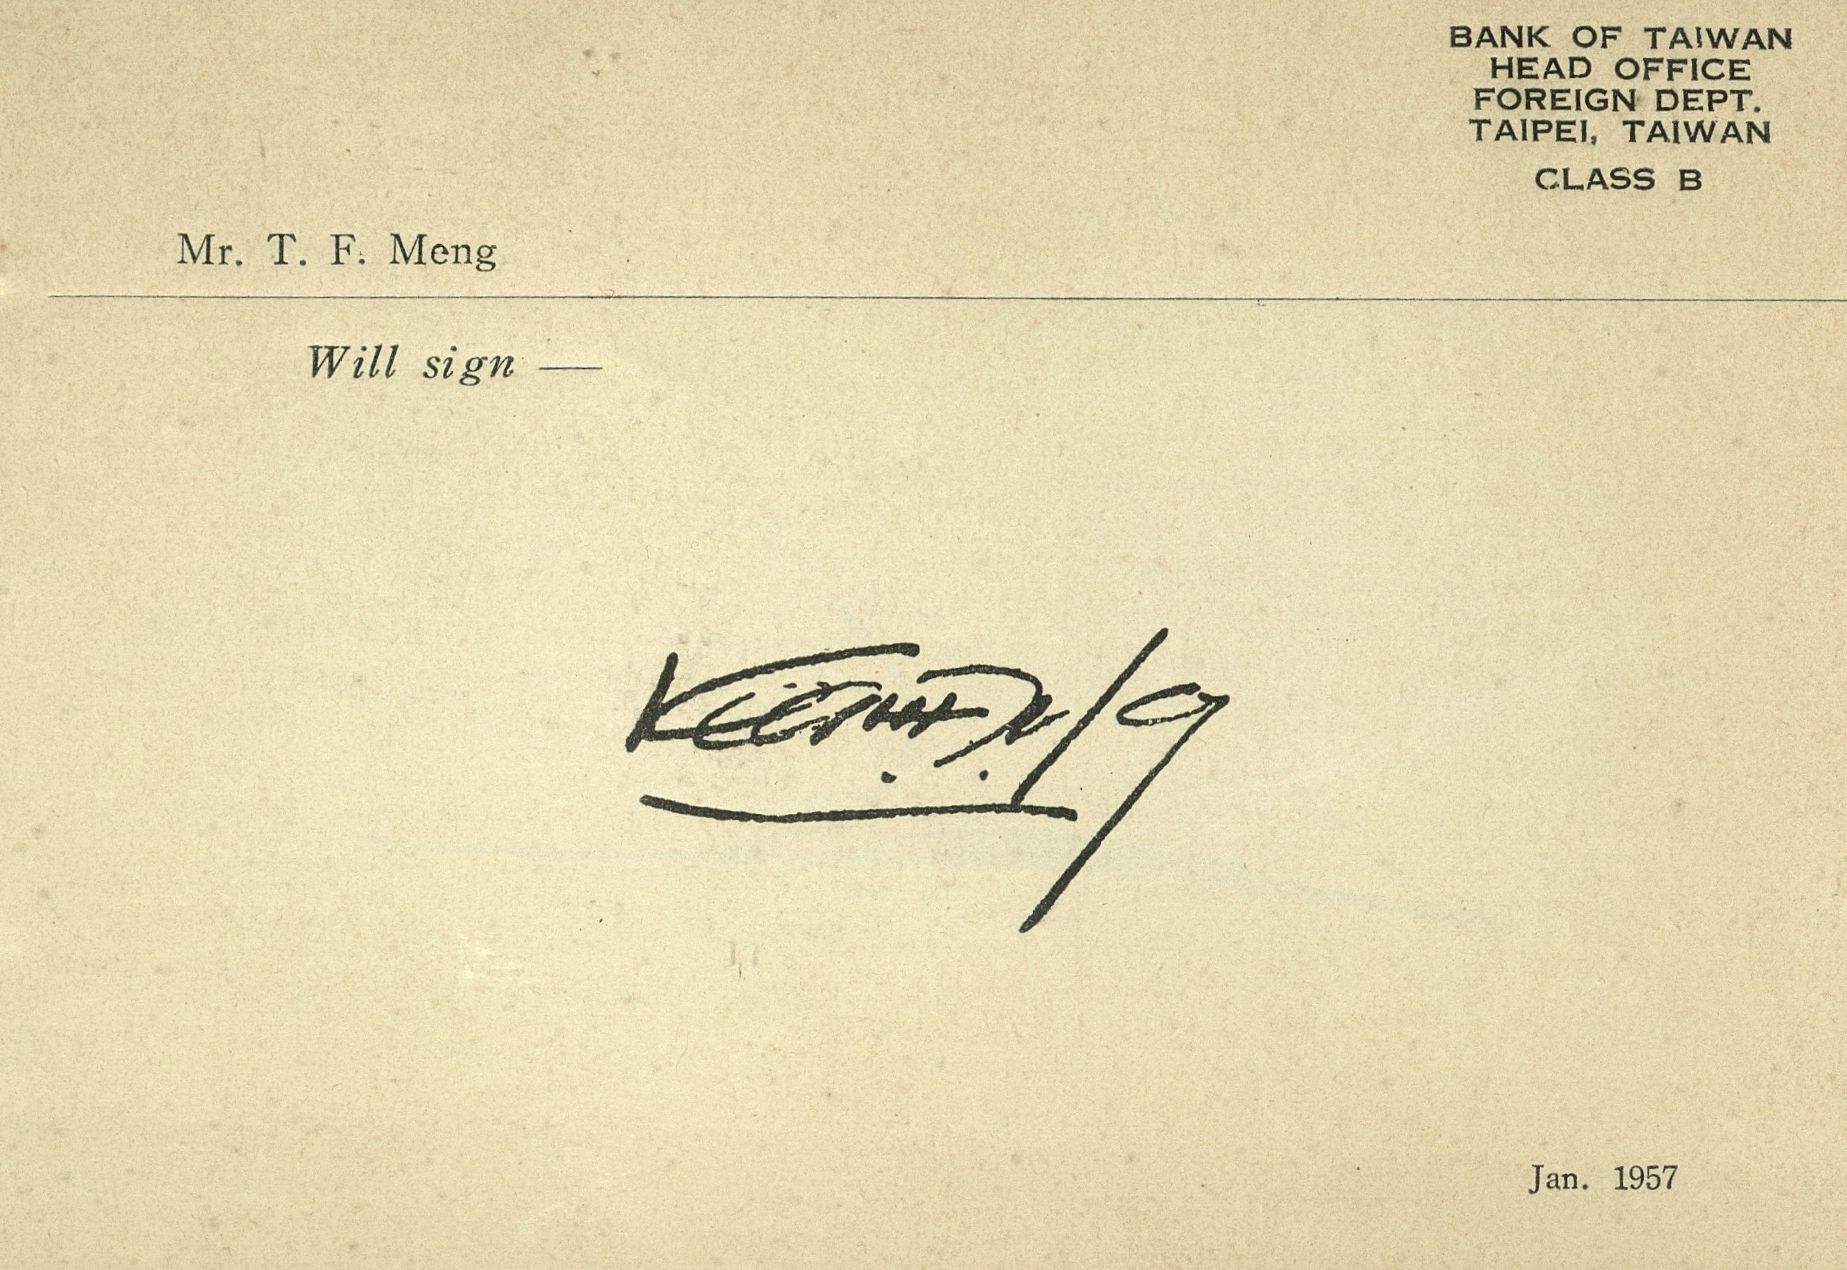 BANK OF TAIWAN
HEAD OFFICE
FOREIGN DEPT.
TAIPEI, TAIWAN
CLASS B
Mr. T. F. Meng
Will sign —
Jan. 1957